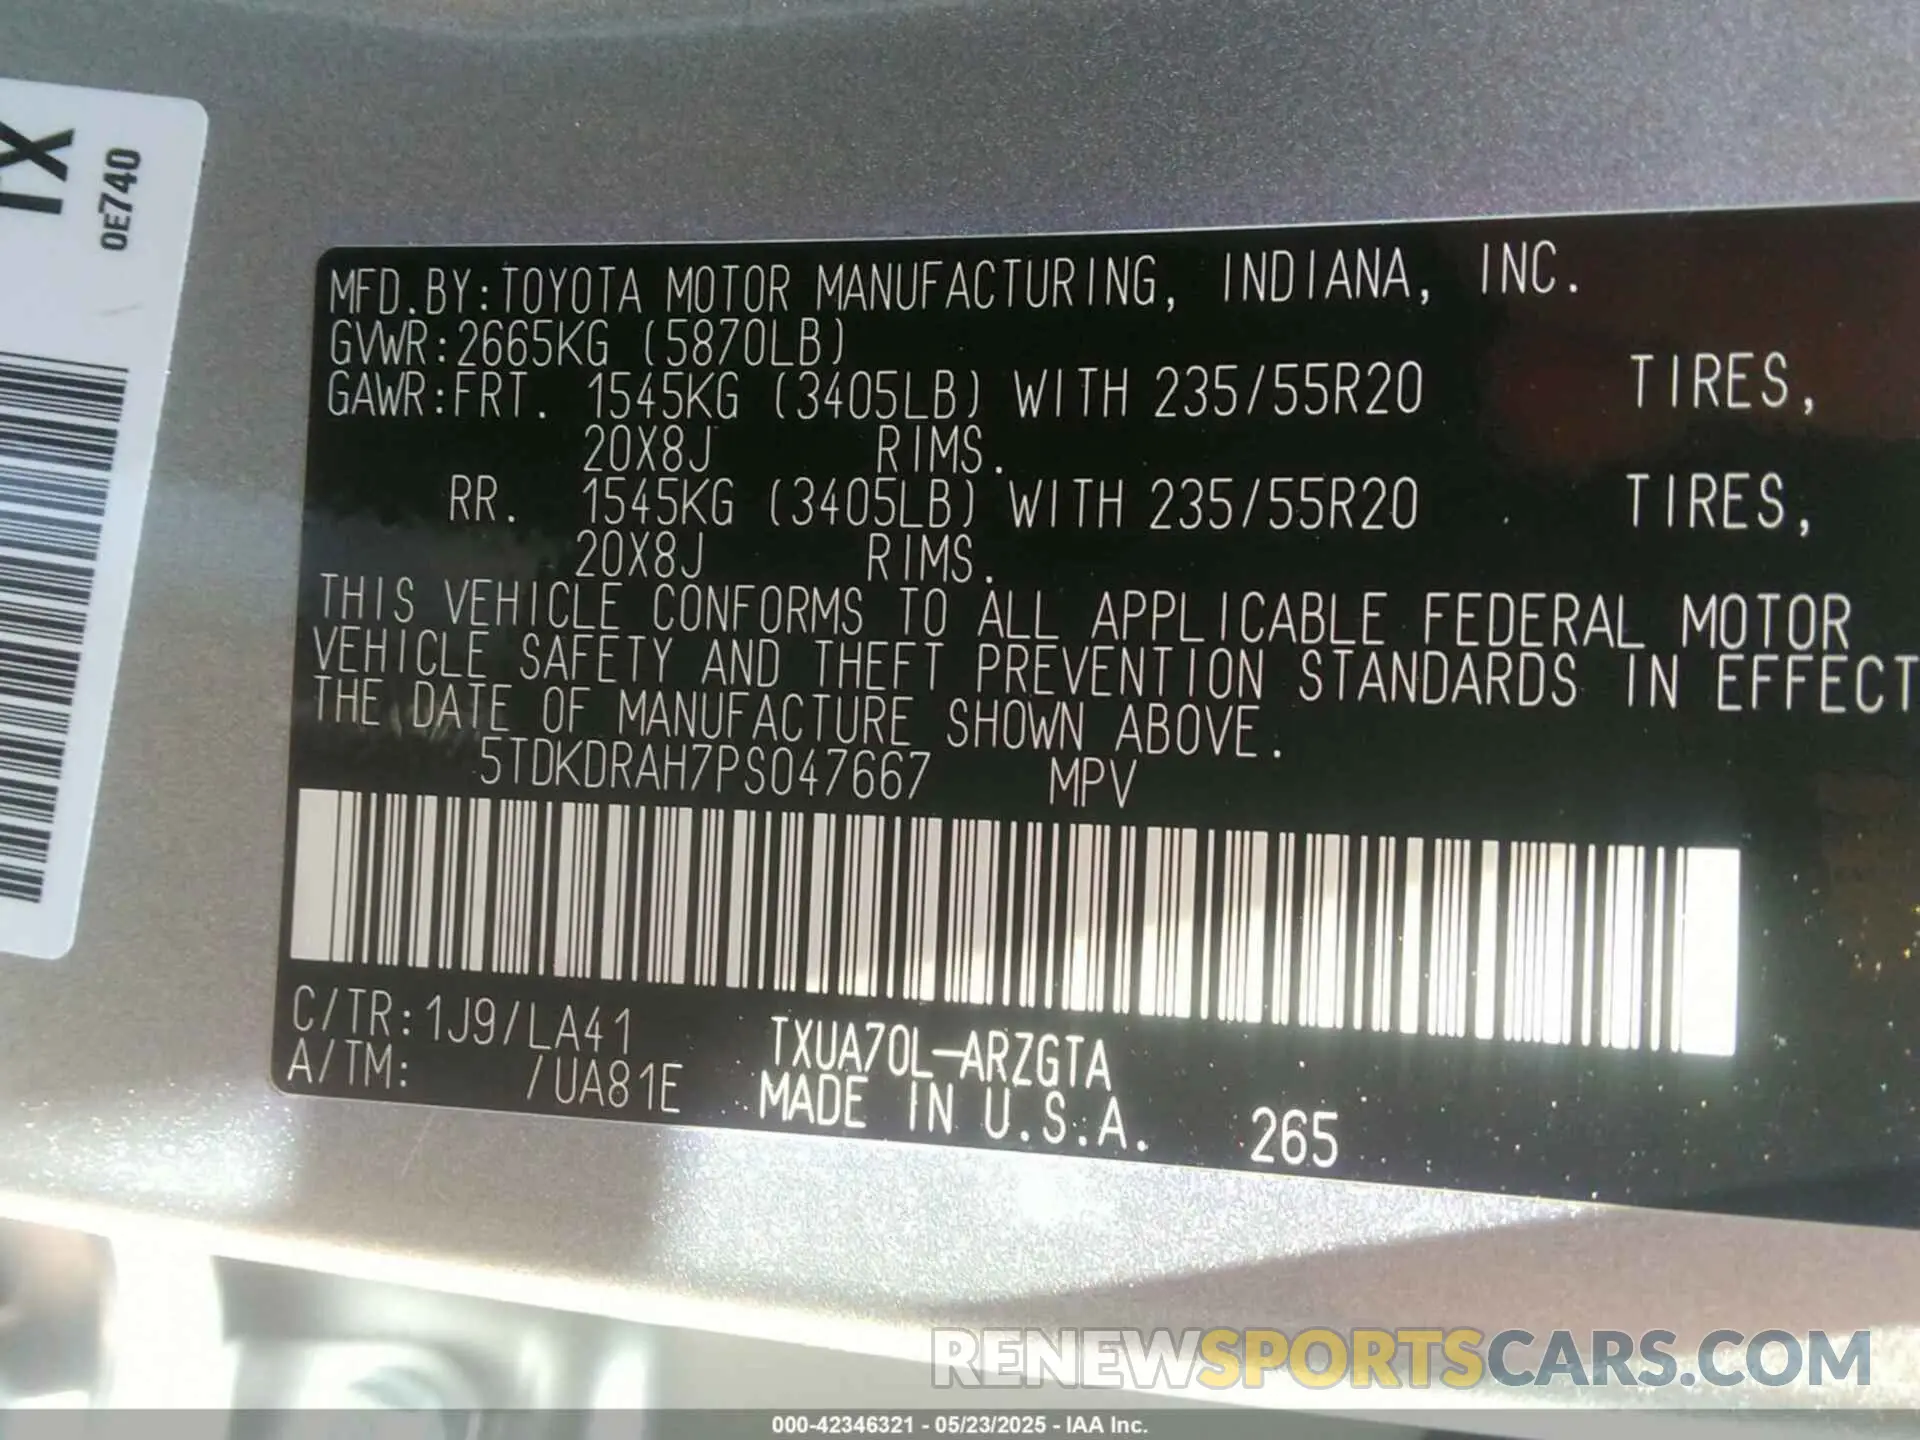 TX
0E740
MFD.BY:TOYOTA MOTOR MANUFACTURING, INDIANA, INC.
GVWR:2665KG (5870LB)
GAWR:FRT. 1545KG (3405LB) WITH 235/55R20 TIRES,
20X8J RIMS.
RR. 1545KG (3405LB) WITH 235/55R20 TIRES,
20X8J RIMS.
THIS VEHICLE CONFORMS TO ALL APPLICABLE FEDERAL MOTOR
VEHICLE SAFETY AND THEFT PREVENTION STANDARDS IN EFFECT
THE DATE OF MANUFACTURE SHOWN ABOVE.
5TDKDRAH7PS047667 MPV
C/TR:1J9/LA41 TXUA70L-ARZGTA
A/TM: /UA81E MADE IN U.S.A. 265
RENEWSPORTSCARS.COM
000-42346321 - 05/23/2025 - IAA Inc.